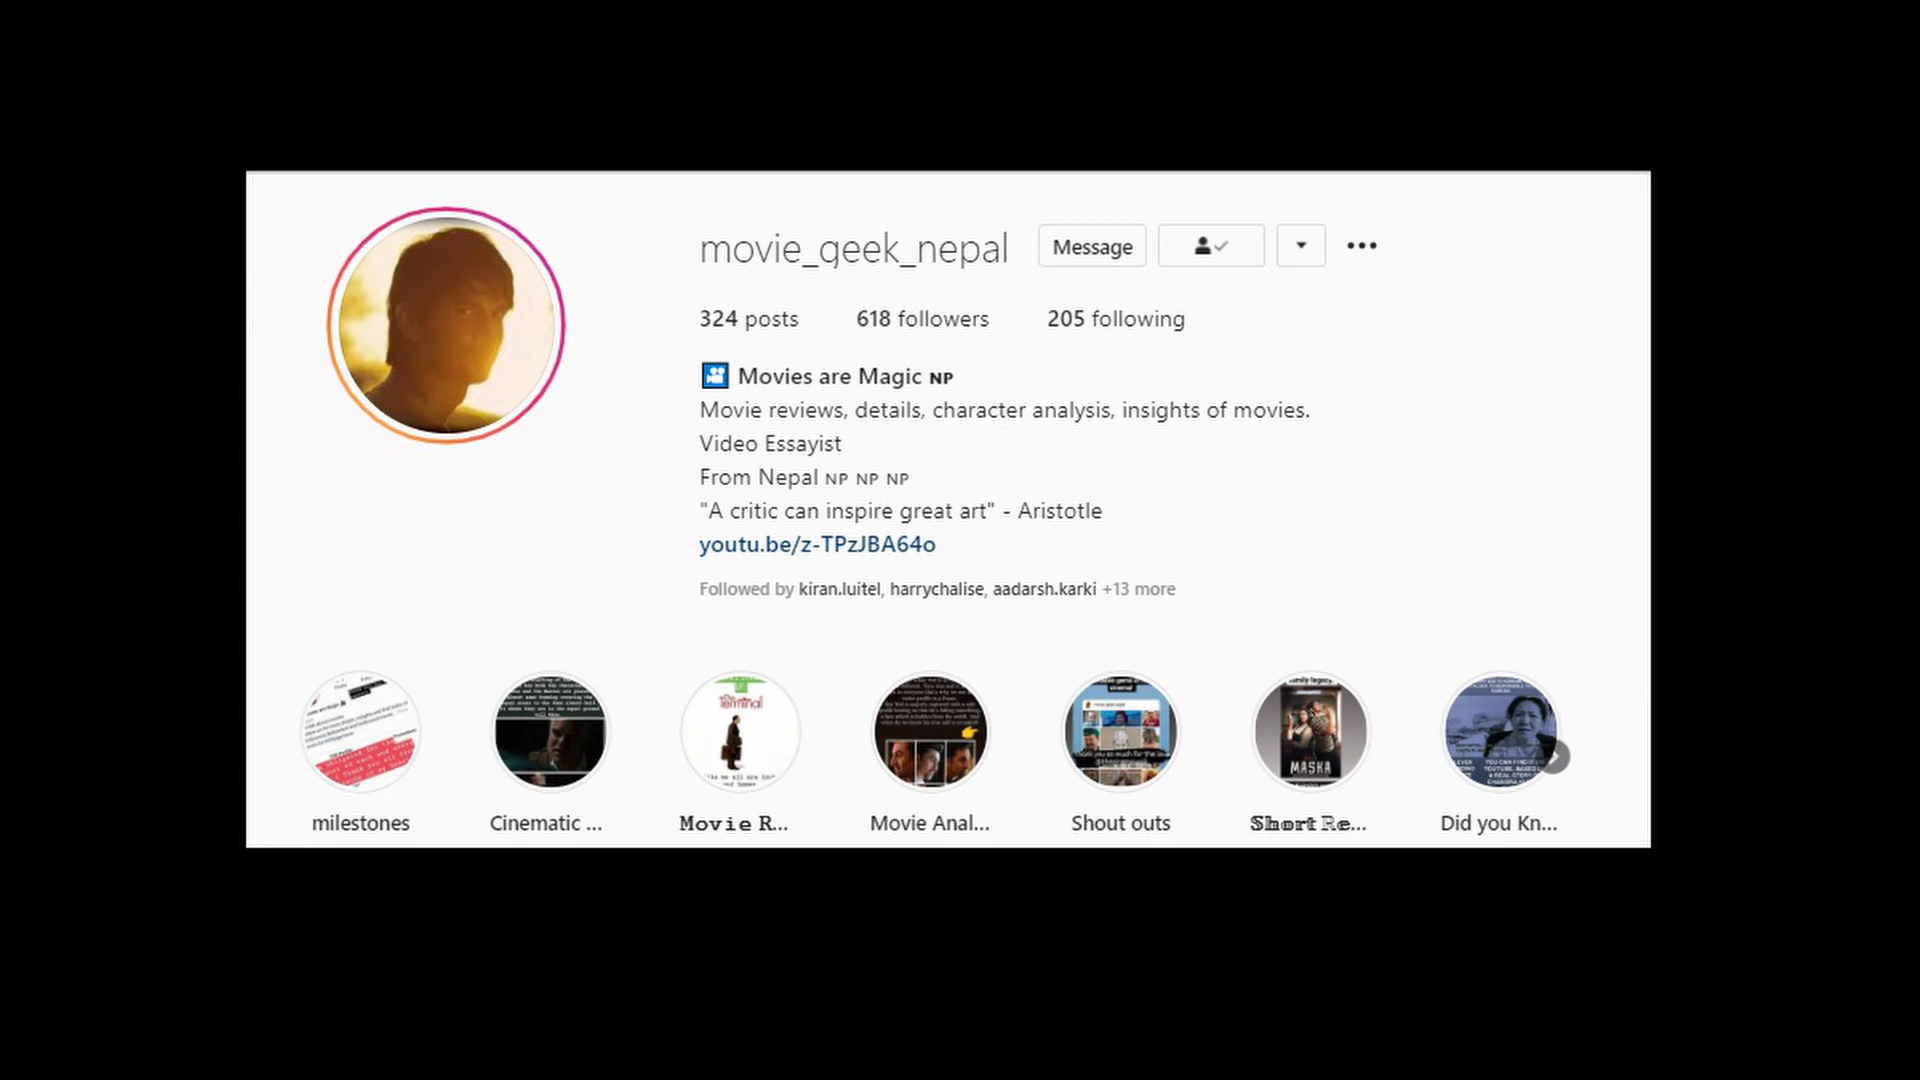 movie_geek_nepal Message
324 posts 618 followers 205 following
🎦 Movies are Magic NP
Movie reviews, details, character analysis, insights of movies.
Video Essayist
From Nepal NP NP NP
"A critic can inspire great art" - Aristotle
youtu.be/z-TPzJBA64o
Followed by kiran.luitel, harrychalise, aadarsh.karki +13 more
Terminal
MASKA
milestones Cinematic ... 𝙼𝚘𝚟𝚒𝚎 𝚁... Movie Anal... Shout outs 𝕊𝕙𝕠𝕣𝕥 ℝ𝕖... Did you Kn...